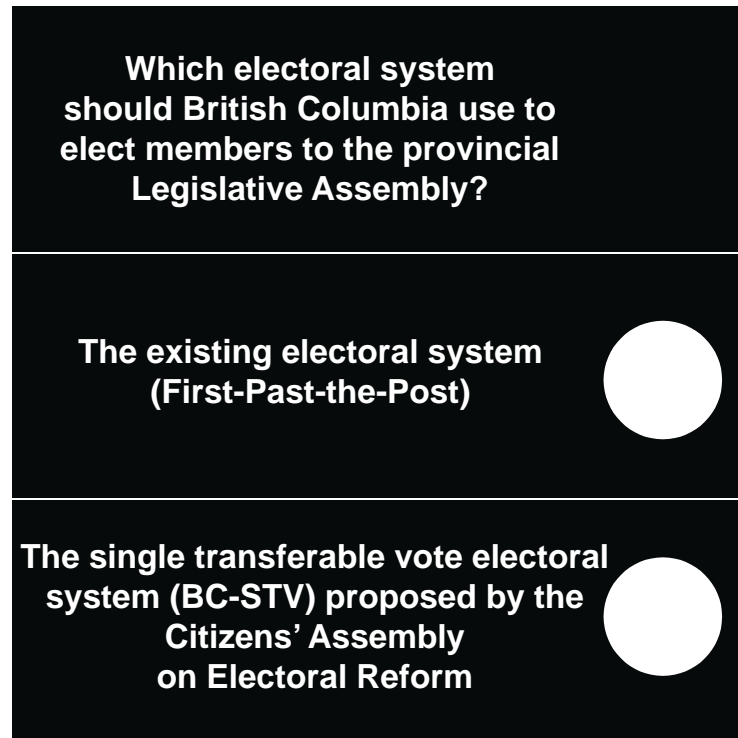 Which electoral system
should British Columbia use to
elect members to the provincial
Legislative Assembly?
The existing electoral system
(First-Past-the-Post)
The single transferable vote electoral
system (BC-STV) proposed by the
Citizens’ Assembly
on Electoral Reform